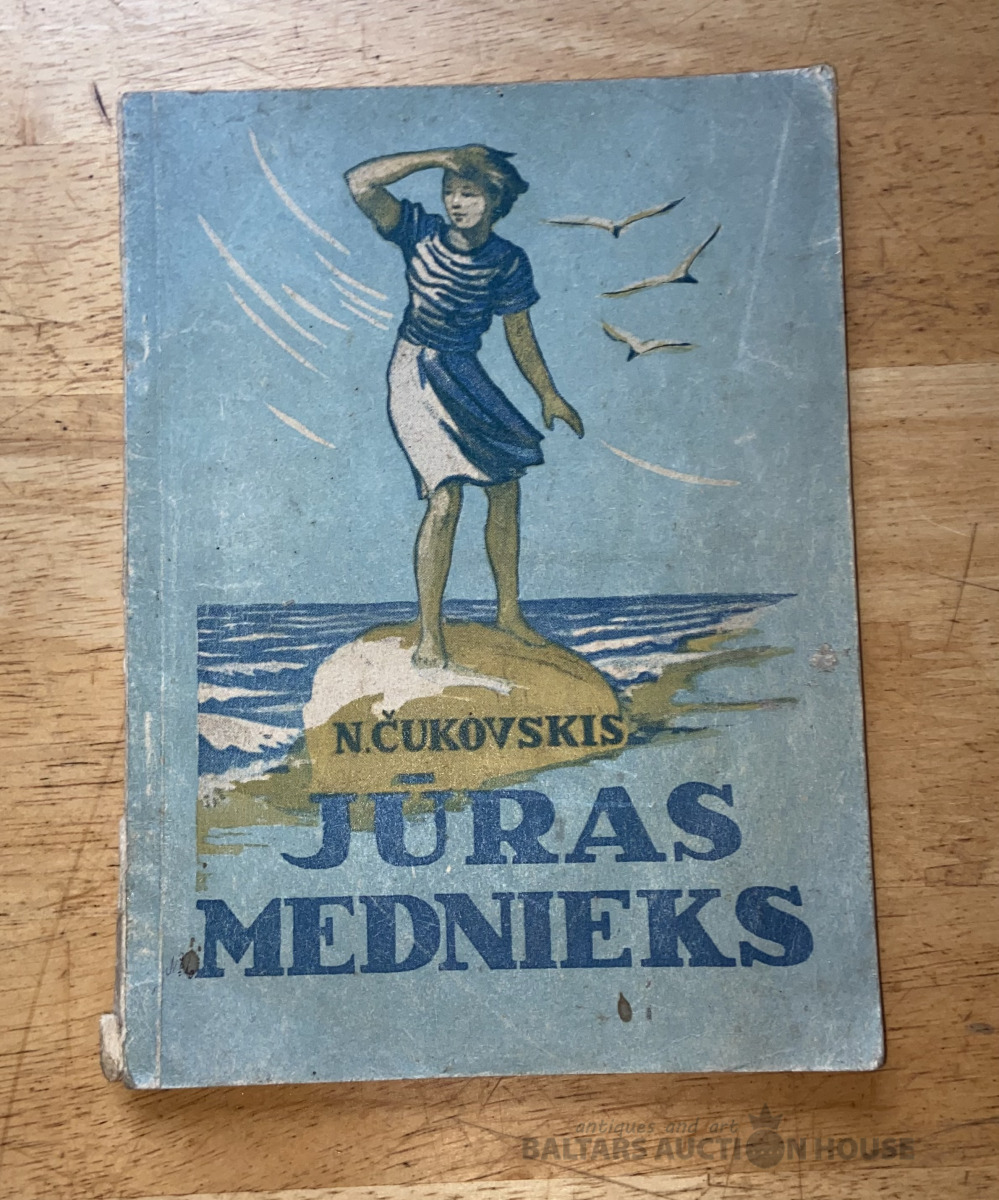 N.ČUKOVSKIS
JŪRAS
MEDNIEKS
antiques and art
BALTARS AUCTION HOUSE